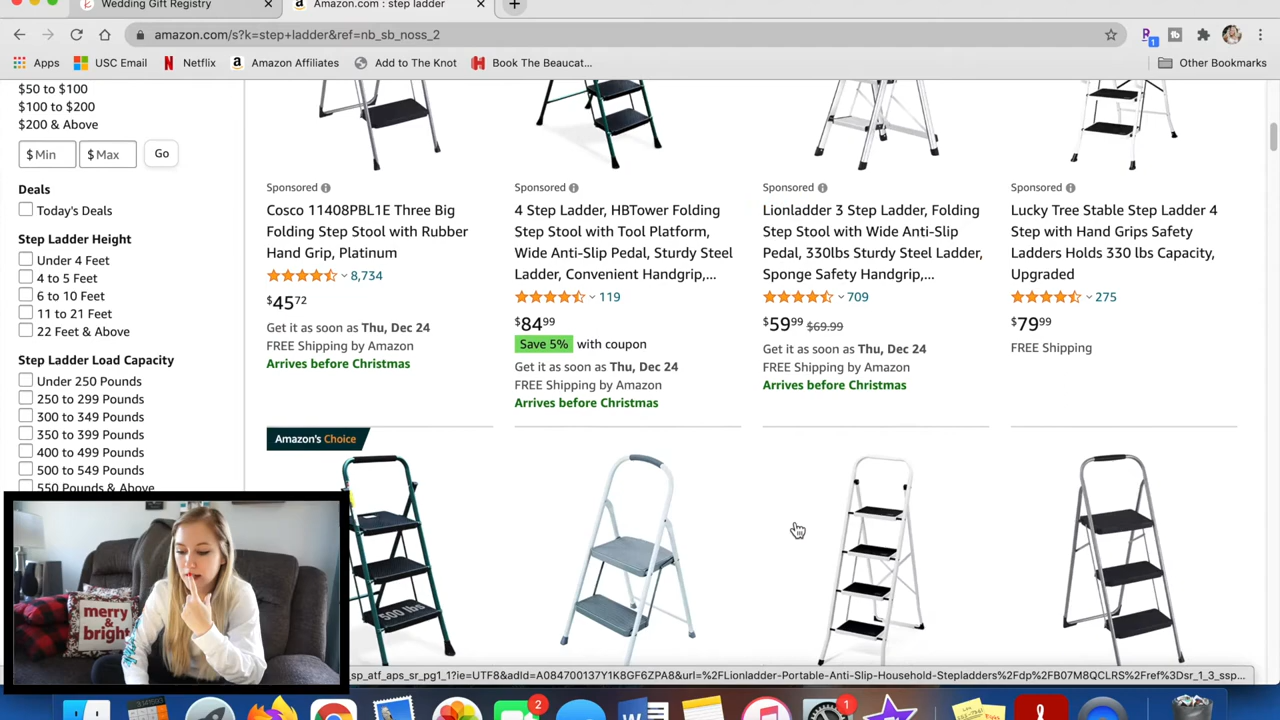 Wedding Gift Registry
Amazon.com : step ladder
amazon.com/s?k=step+ladder&ref=nb_sb_noss_2
Apps
USC Email
Netflix
Amazon Affiliates
Add to The Knot
Book The Beaucat...
Other Bookmarks
$50 to $100
$100 to $200
$200 & Above
$ Min
$ Max
Go
Deals
Today's Deals
Step Ladder Height
Under 4 Feet
4 to 5 Feet
6 to 10 Feet
11 to 21 Feet
22 Feet & Above
Step Ladder Load Capacity
Under 250 Pounds
250 to 299 Pounds
300 to 349 Pounds
350 to 399 Pounds
400 to 499 Pounds
500 to 549 Pounds
550 Pounds & Above
Sponsored
Cosco 11408PBL1E Three Big
Folding Step Stool with Rubber
Hand Grip, Platinum
8,734
$45.72
Get it as soon as Thu, Dec 24
FREE Shipping by Amazon
Arrives before Christmas
Sponsored
4 Step Ladder, HBTower Folding
Step Stool with Tool Platform,
Wide Anti-Slip Pedal, Sturdy Steel
Ladder, Convenient Handgrip,...
119
$84.99
Save 5% with coupon
Get it as soon as Thu, Dec 24
FREE Shipping by Amazon
Arrives before Christmas
Sponsored
Lionladder 3 Step Ladder, Folding
Step Stool with Wide Anti-Slip
Pedal, 330lbs Sturdy Steel Ladder,
Sponge Safety Handgrip,...
709
$59.99 $69.99
Get it as soon as Thu, Dec 24
FREE Shipping by Amazon
Arrives before Christmas
Sponsored
Lucky Tree Stable Step Ladder 4
Step with Hand Grips Safety
Ladders Holds 330 lbs Capacity,
Upgraded
275
$79.99
FREE Shipping
Amazon's Choice
500 lbs
merry
& bright
_sp_atf_aps_sr_pg1_1?ie=UTF8&adId=A084700137Y1K8GF6ZPA8&url=%2FLionladder-Portable-Anti-Slip-Household-Stepladders%2Fdp%2FB07M8QCLRS%2Fref%3Dsr_1_3_ssp...
2
1